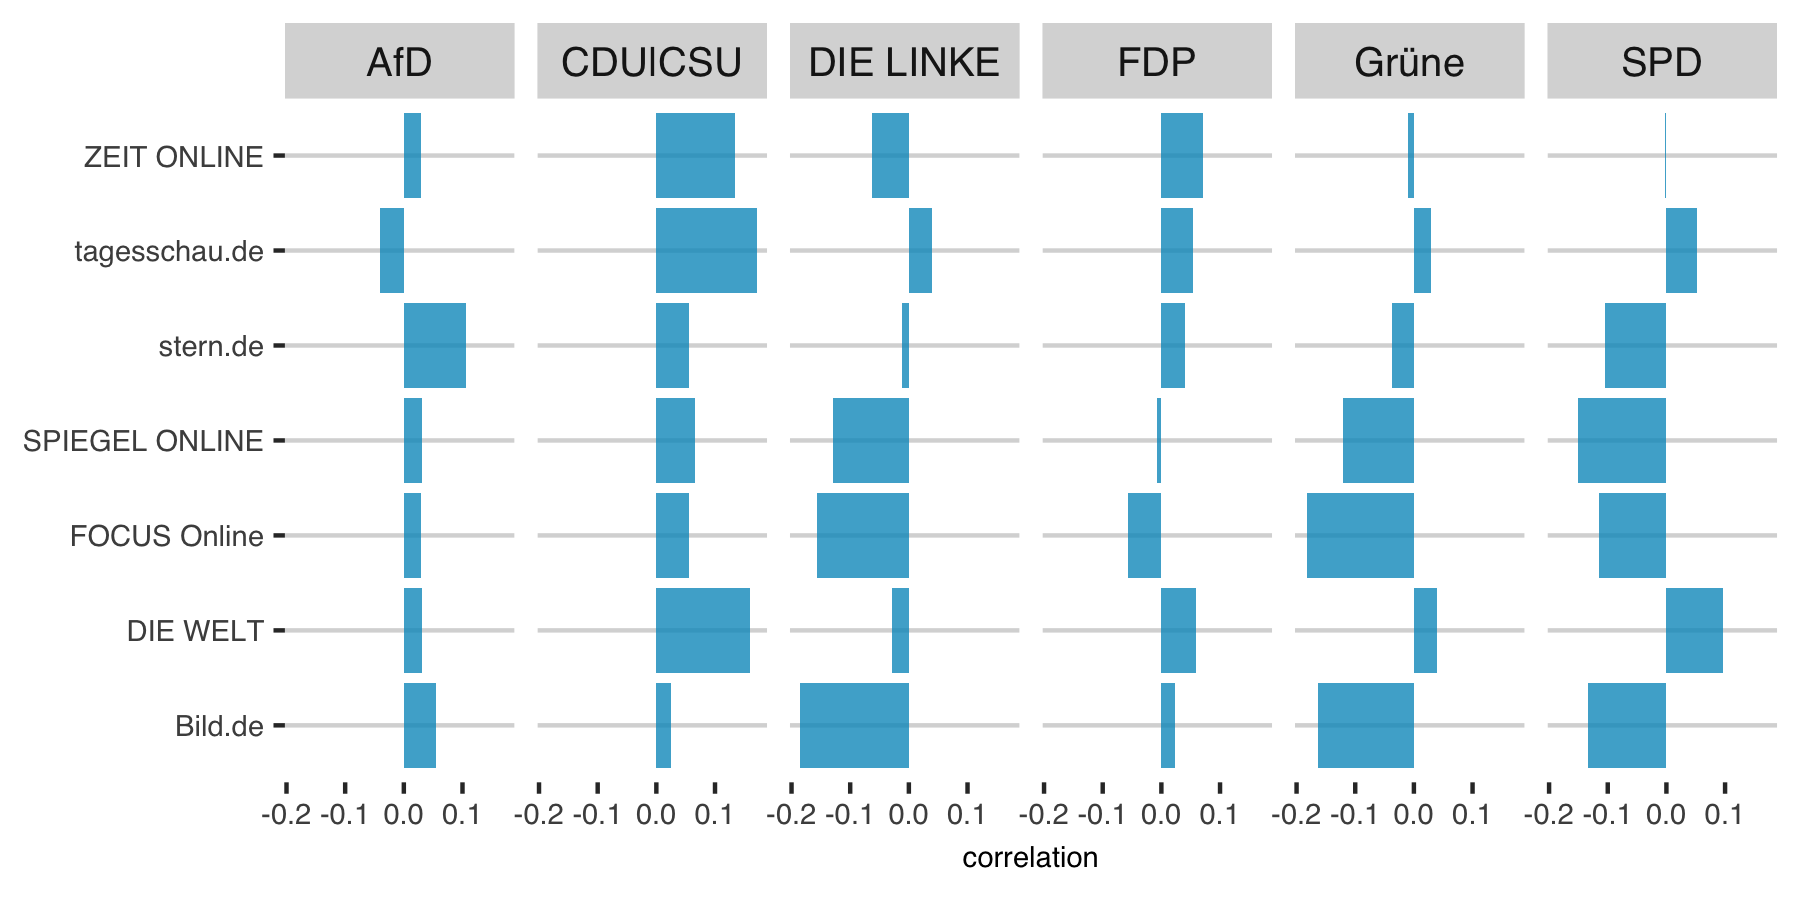 AfD CDU|CSU DIE LINKE FDP Grüne SPD
ZEIT ONLINE
tagesschau.de
stern.de
SPIEGEL ONLINE
FOCUS Online
DIE WELT
Bild.de
-0.2 -0.1 0.0 0.1 -0.2 -0.1 0.0 0.1 -0.2 -0.1 0.0 0.1 -0.2 -0.1 0.0 0.1 -0.2 -0.1 0.0 0.1 -0.2 -0.1 0.0 0.1
correlation